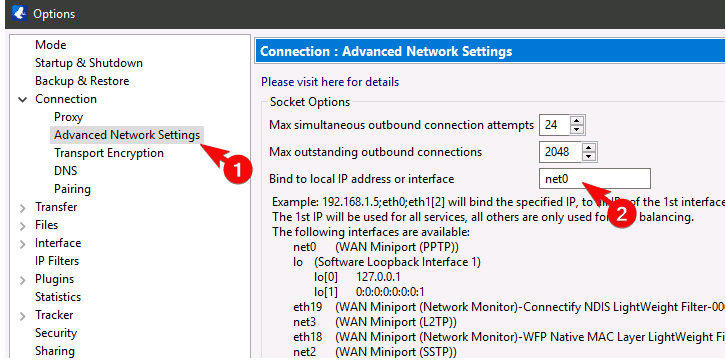 Options
Mode
Startup & Shutdown
Backup & Restore
Connection
Proxy
Advanced Network Settings
Transport Encryption
DNS
Pairing
Transfer
Files
Interface
IP Filters
Plugins
Statistics
Tracker
Security
Sharing
1
Connection : Advanced Network Settings
Please visit here for details
Socket Options
Max simultaneous outbound connection attempts 24
Max outstanding outbound connections 2048
Bind to local IP address or interface net0
2
Example: 192.168.1.5;eth0;eth1[2] will bind the specified IP, to all of the 1st interface
The 1st IP will be used for all services, all others are only used for balancing.
The following interfaces are available:
net0 (WAN Miniport (PPTP))
lo (Software Loopback Interface 1)
lo[0] 127.0.0.1
lo[1] 0:0:0:0:0:0:0:1
eth19 (WAN Miniport (Network Monitor)-Connectify NDIS LightWeight Filter-00
net3 (WAN Miniport (L2TP))
eth18 (WAN Miniport (Network Monitor)-WFP Native MAC Layer LightWeight F
net2 (WAN Miniport (SSTP))